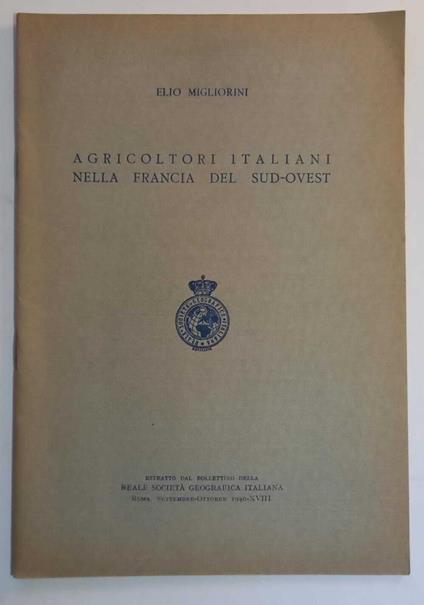 ELIO MIGLIORINI
AGRICOLTORI ITALIANI
NELLA FRANCIA DEL SUD-OVEST
ESTRATTO DAL BOLLETTINO DELLA
REALE SOCIETÀ GEOGRAFICA ITALIANA
ROMA, SETTEMBRE-OTTOBRE 1940-XVIII